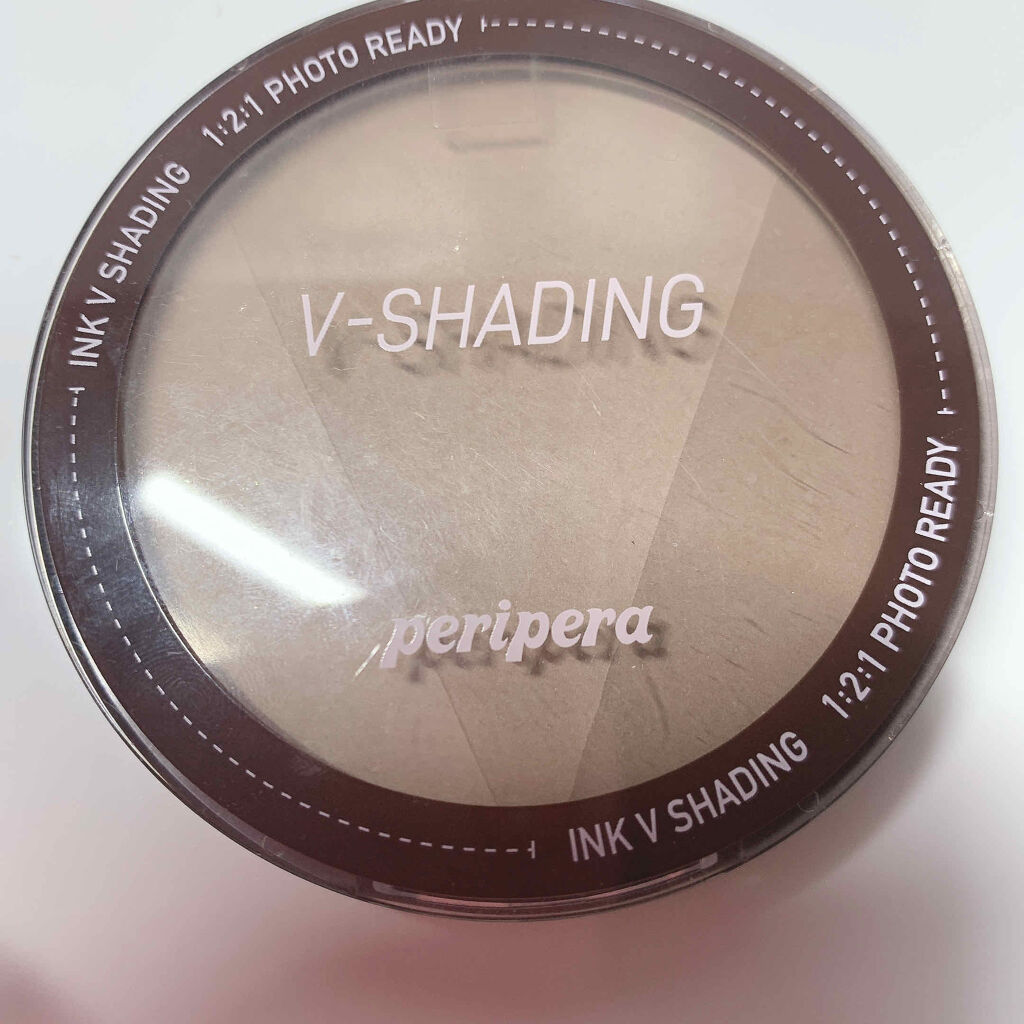 INK V SHADING 1:2:1 PHOTO READY
V-SHADING
peripera
INK V SHADING 1:2:1 PHOTO READY